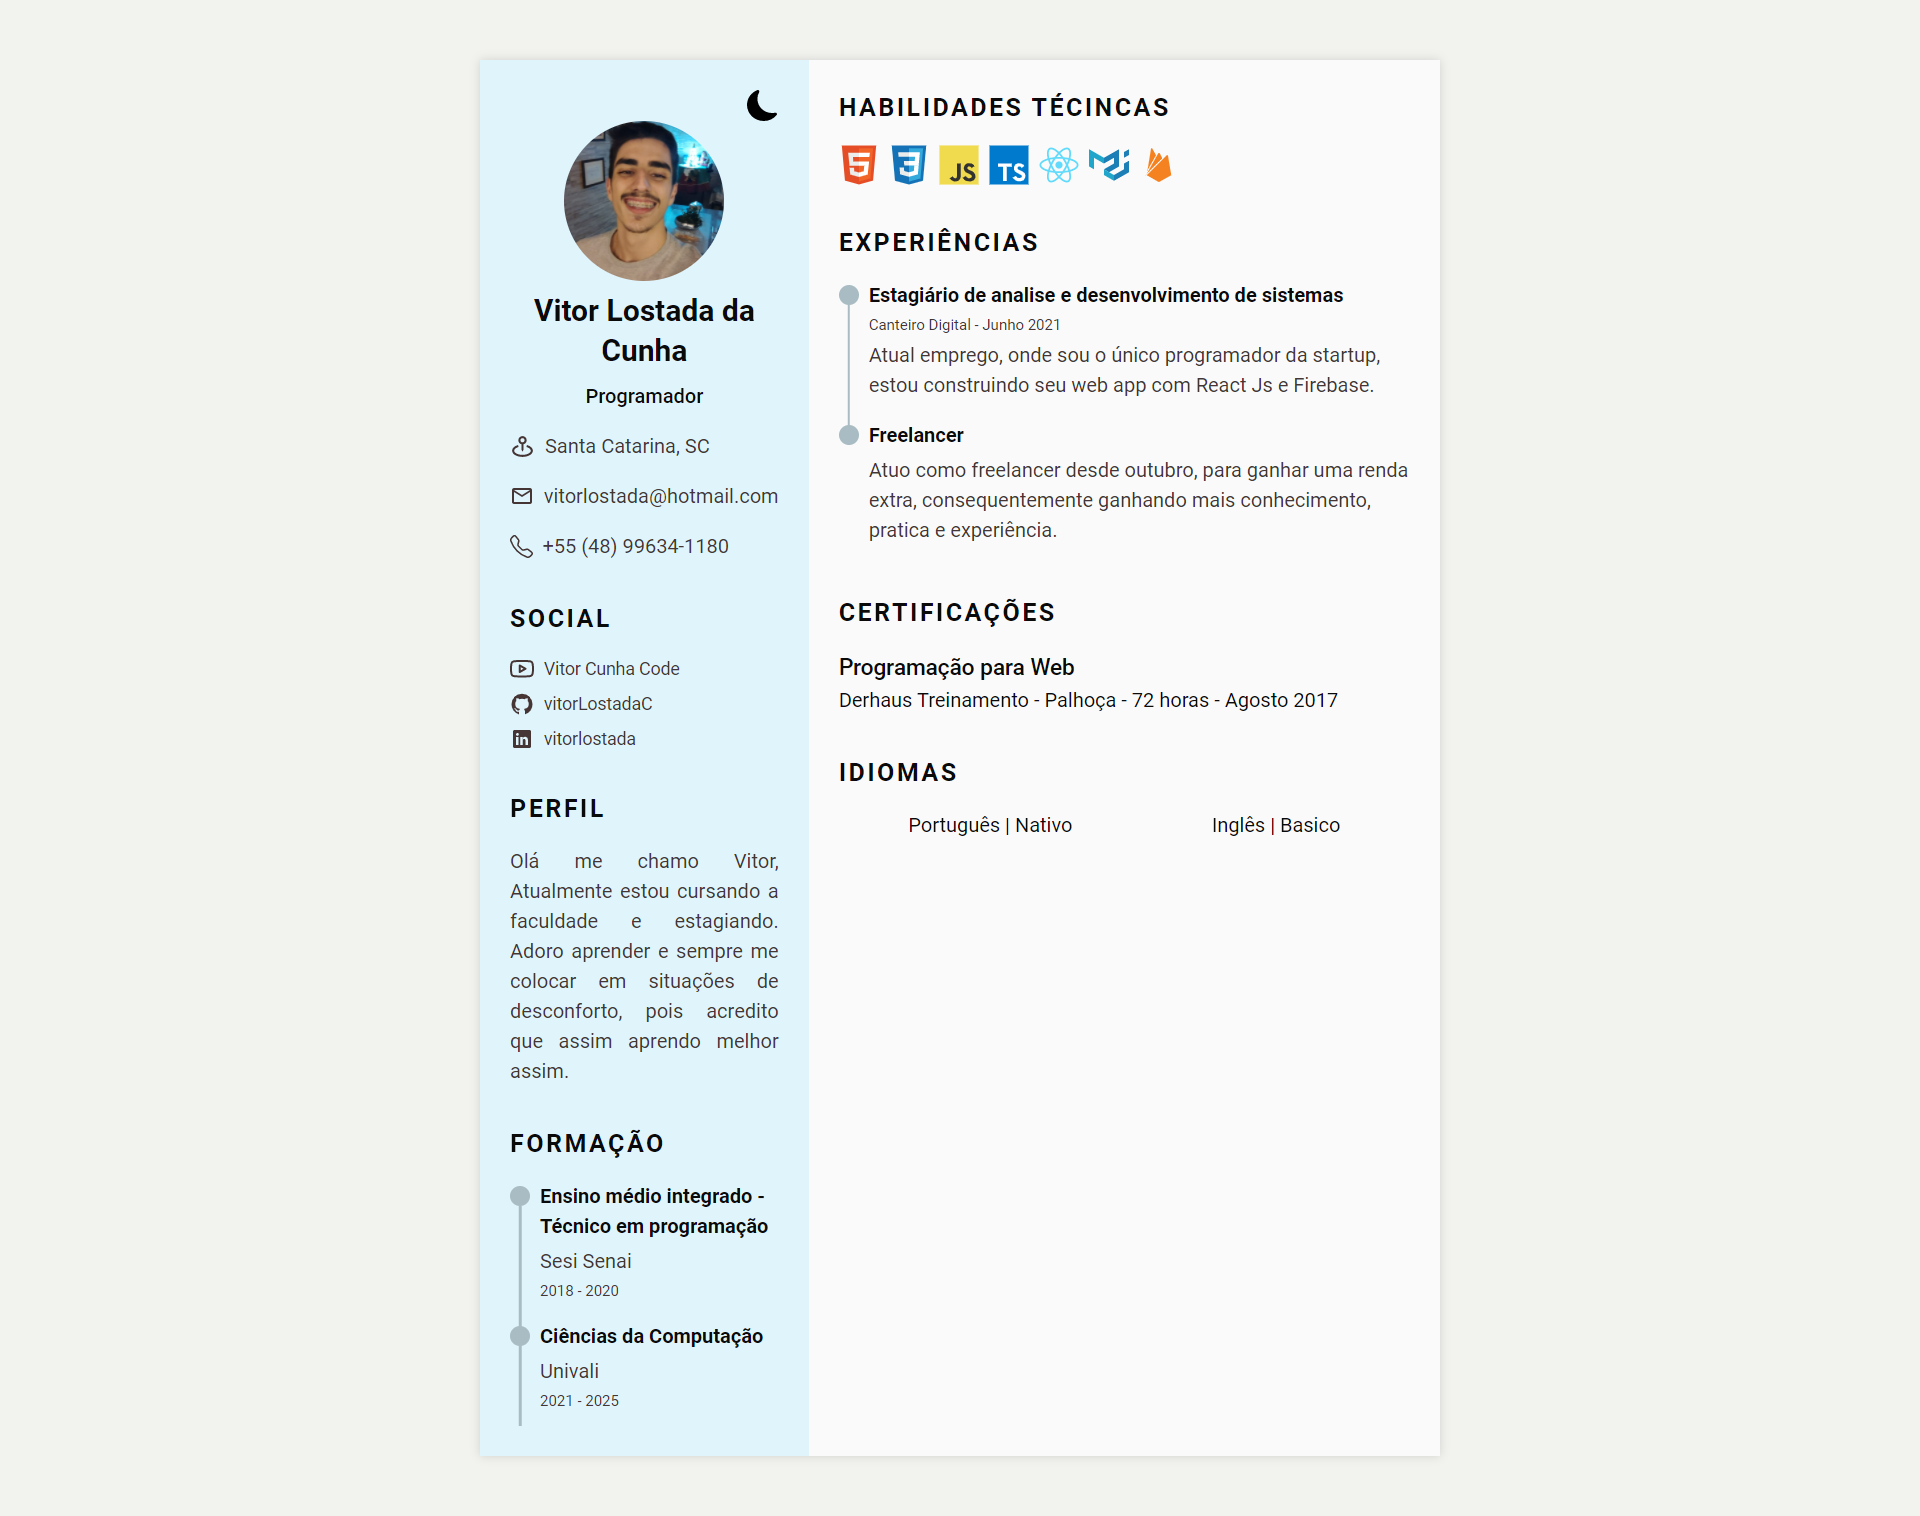 Vitor Lostada da
Cunha
Programador
Santa Catarina, SC
vitorlostada@hotmail.com
+55 (48) 99634-1180
SOCIAL
Vitor Cunha Code
vitorLostadaC
vitorlostada
PERFIL
Olá me chamo Vitor,
Atualmente estou cursando a
faculdade e estagiando.
Adoro aprender e sempre me
colocar em situações de
desconforto, pois acredito
que assim aprendo melhor
assim.
FORMAÇÃO
Ensino médio integrado -
Técnico em programação
Sesi Senai
2018 - 2020
Ciências da Computação
Univali
2021 - 2025
HABILIDADES TÉCINCAS
5 3 JS TS
EXPERIÊNCIAS
Estagiário de analise e desenvolvimento de sistemas
Canteiro Digital - Junho 2021
Atual emprego, onde sou o único programador da startup,
estou construindo seu web app com React Js e Firebase.
Freelancer
Atuo como freelancer desde outubro, para ganhar uma renda
extra, consequentemente ganhando mais conhecimento,
pratica e experiência.
CERTIFICAÇÕES
Programação para Web
Derhaus Treinamento - Palhoça - 72 horas - Agosto 2017
IDIOMAS
Português | Nativo
Inglês | Basico